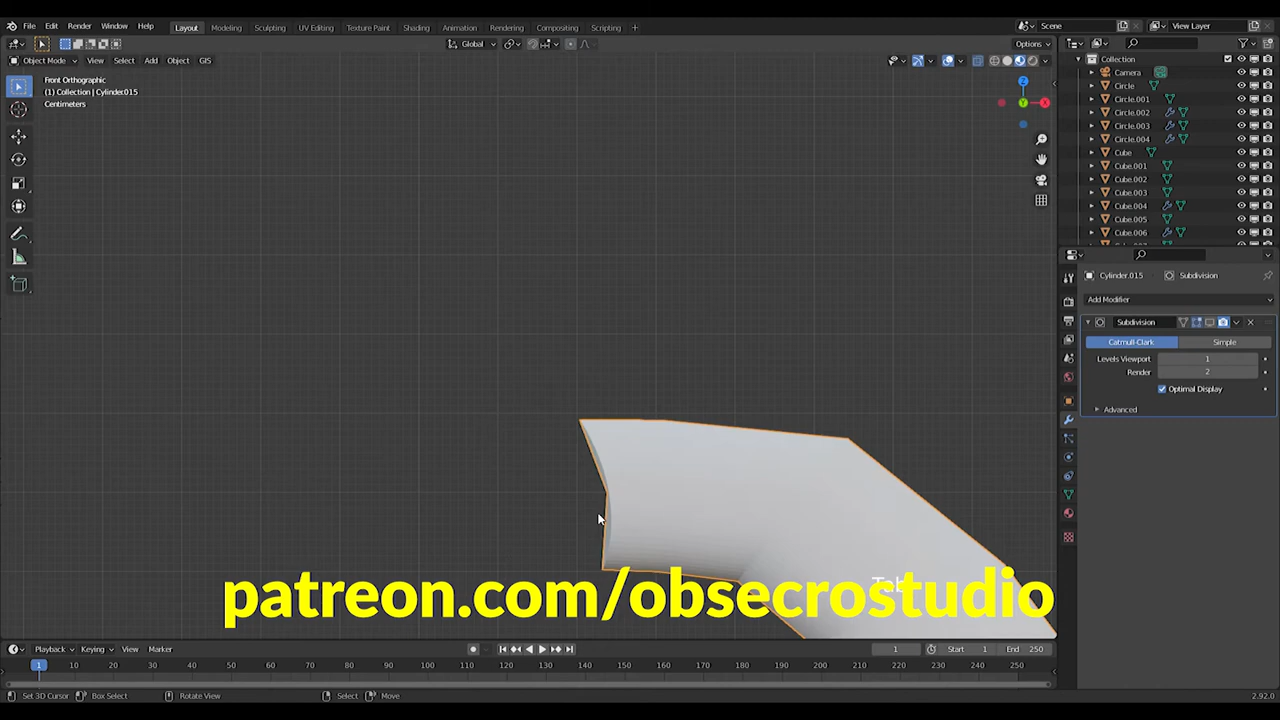 File Edit Render Window Help Layout Modeling Sculpting UV Editing Texture Paint Shading Animation Rendering Compositing Scripting Scene View Layer
Global Options
Object Mode View Select Add Object GIS
Front Orthographic
(1) Collection | Cylinder.015
Centimeters
Z
Y
X
Collection
Camera
Circle
Circle.001
Circle.002
Circle.003
Circle.004
Cube
Cube.001
Cube.002
Cube.003
Cube.004
Cube.005
Cube.006
Cylinder.015 Subdivision
Add Modifier
Subdivision
Catmull-Clark Simple
Levels Viewport 1
Render 2
Optimal Display
Advanced
Tab
patreon.com/obsecrostudio
Playback Keying View Marker 1 Start 1 End 250
1 10 20 30 40 50 60 70 80 90 100 110 120 130 140 150 160 170 180 190 200 210 220 230 240 250
Set 3D Cursor Box Select Rotate View Select Move 2.92.0